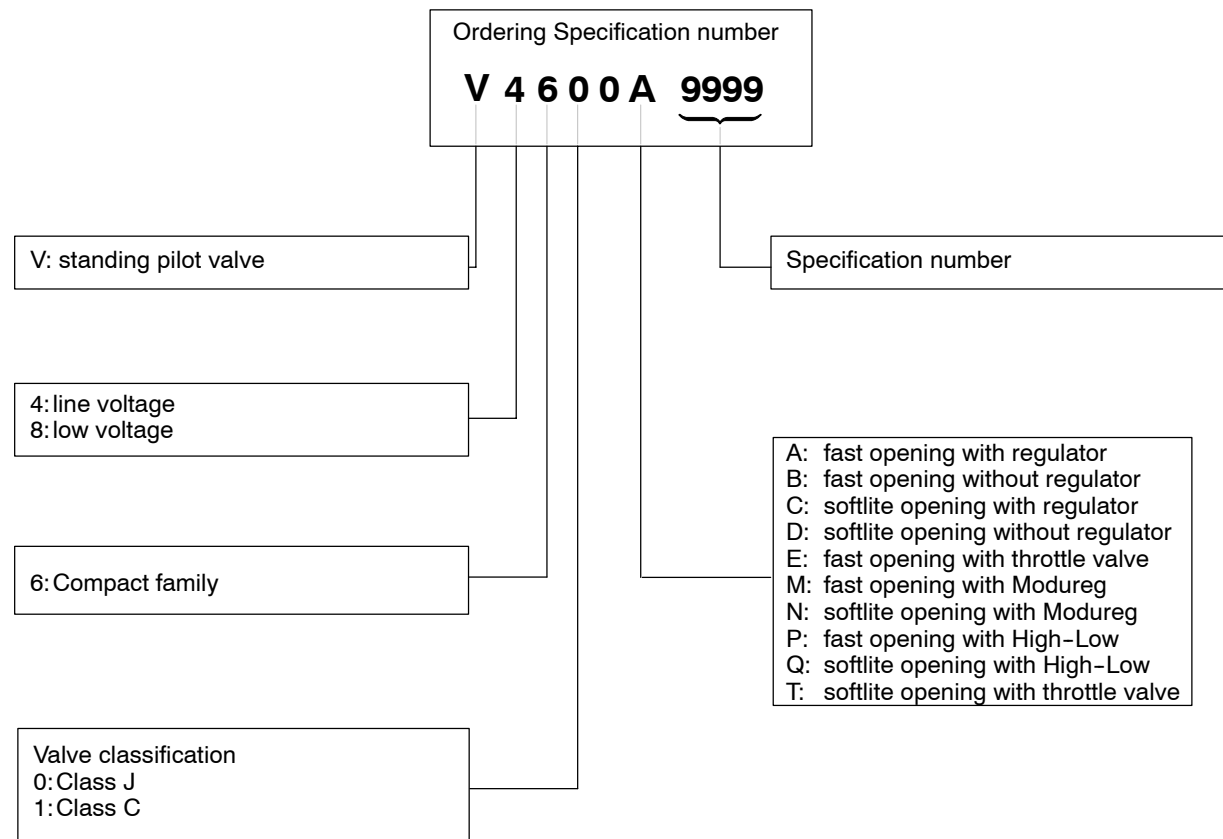 Ordering Specification number
V 4 6 0 0 A 9999
V: standing pilot valve
Specification number
4: line voltage
8: low voltage
6: Compact family
A: fast opening with regulator
B: fast opening without regulator
C: softlite opening with regulator
D: softlite opening without regulator
E: fast opening with throttle valve
M: fast opening with Modureg
N: softlite opening with Modureg
P: fast opening with High-Low
Q: softlite opening with High-Low
T: softlite opening with throttle valve
Valve classification
0: Class J
1: Class C